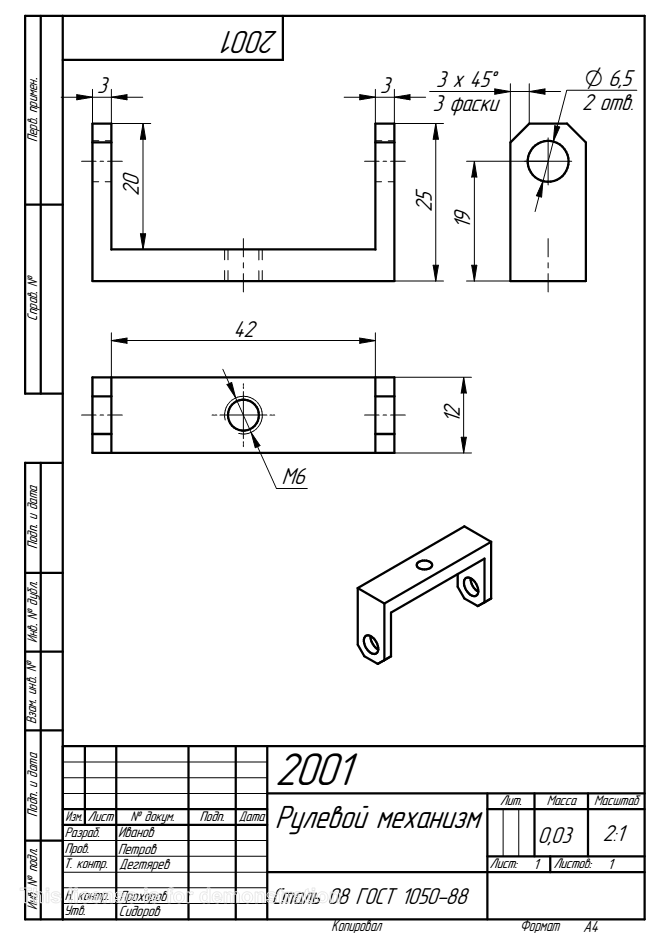 2001
Перв. примен.
Справ. №
Подп. и дата
Инв. № дубл.
Взам. инв. №
Подп. и дата
Инв. № подл.
3
3
3 x 45°
3 фаски
Ø 6,5
2 отв.
20
25
19
42
12
М6
2001
Изм. Лист № докум. Подп. Дата
Разраб. Иванов
Пров. Петров
Т. контр. Дегтярев
Н. контр. Прохоров
Утв. Сидоров
Рулевой механизм
Лит. Масса Масштаб
0,03 2:1
Лист 1 Листов 1
Сталь 08 ГОСТ 1050-88
Копировал Формат А4